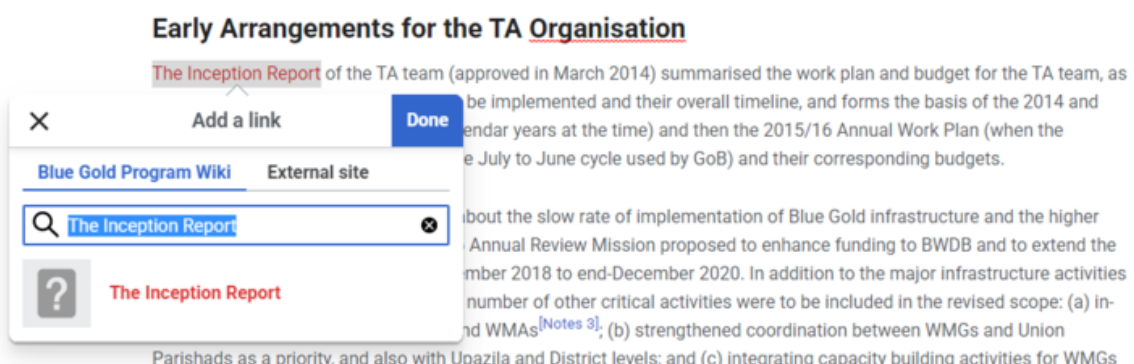 Early Arrangements for the TA Organisation
The Inception Report of the TA team (approved in March 2014) summarised the work plan and budget for the TA team, as
be implemented and their overall timeline, and forms the basis of the 2014 and
endar years at the time) and then the 2015/16 Annual Work Plan (when the
e July to June cycle used by GoB) and their corresponding budgets.
Add a link
Done
Blue Gold Program Wiki
External site
The Inception Report
The Inception Report
bout the slow rate of implementation of Blue Gold infrastructure and the higher
Annual Review Mission proposed to enhance funding to BWDB and to extend the
ember 2018 to end-December 2020. In addition to the major infrastructure activities
number of other critical activities were to be included in the revised scope: (a) in-
nd WMAs[Notes 3]; (b) strengthened coordination between WMGs and Union
Parishads as a priority, and also with Upazila and District levels; and (c) integrating capacity building activities for WMGs